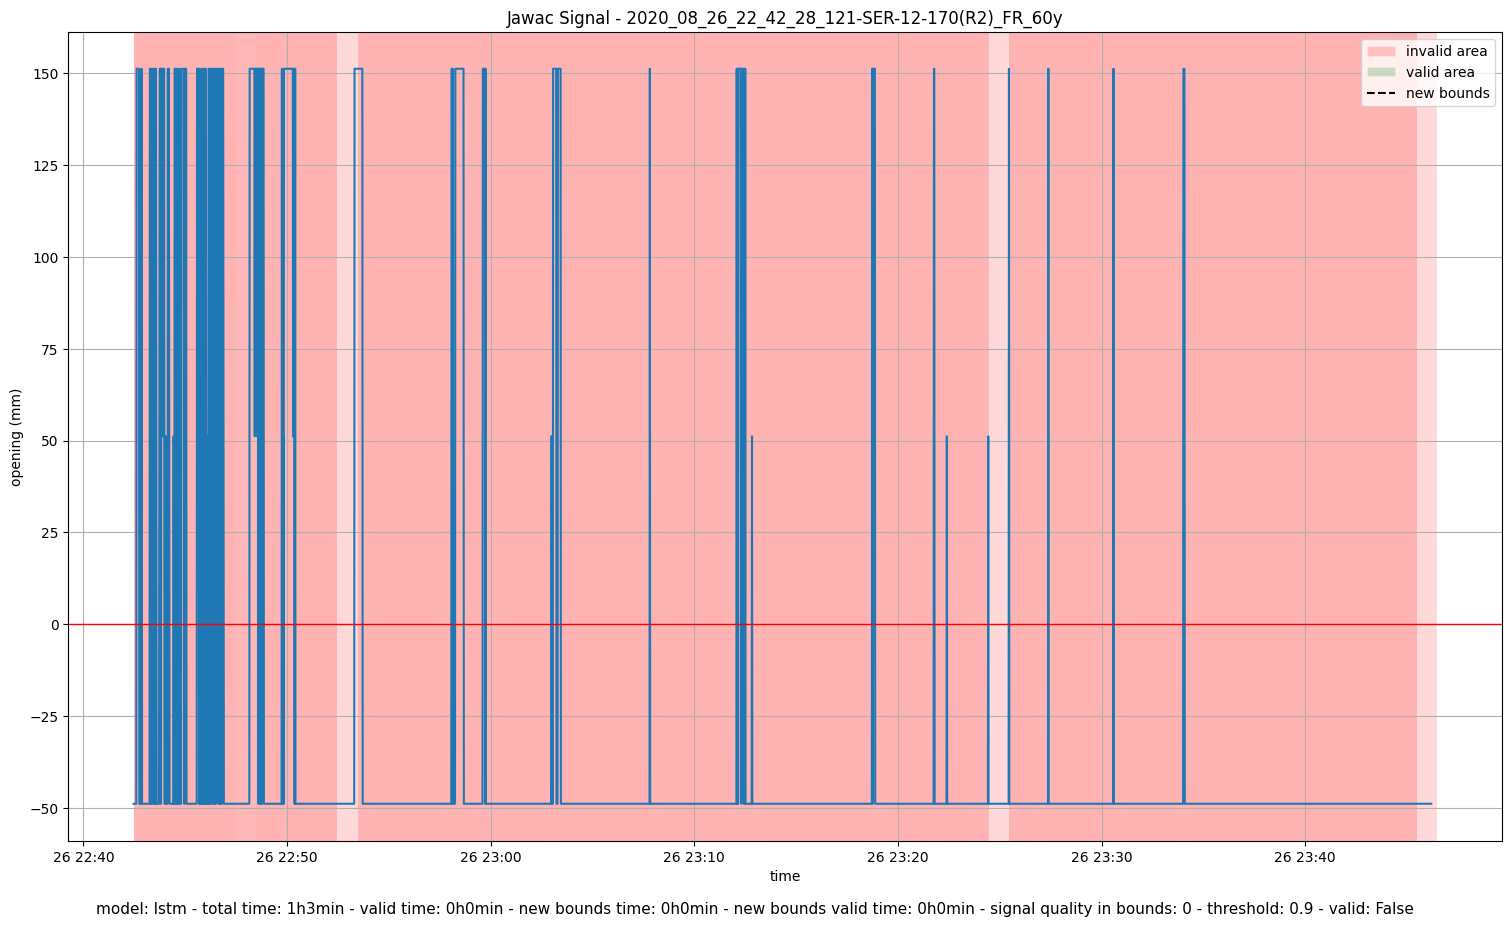 Jawac Signal - 2020_08_26_22_42_28_121-SER-12-170(R2)_FR_60y
invalid area
valid area
new bounds
opening (mm)
150
125
100
75
50
25
0
−25
−50
26 22:40
26 22:50
26 23:00
26 23:10
26 23:20
26 23:30
26 23:40
time
model: lstm - total time: 1h3min - valid time: 0h0min - new bounds time: 0h0min - new bounds valid time: 0h0min - signal quality in bounds: 0 - threshold: 0.9 - valid: False